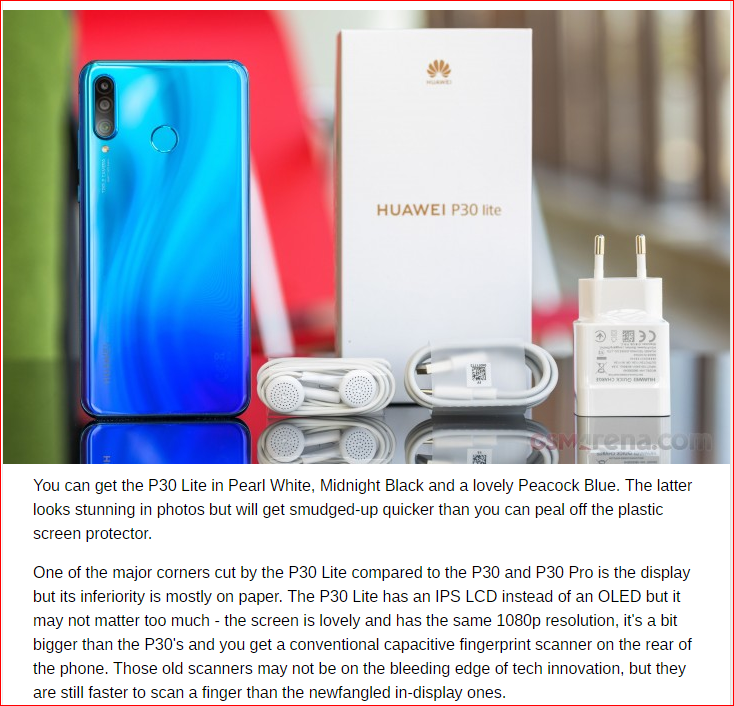 HUAWEI
HUAWEI P30 lite
HUAWEI QUICK CHARGE
GSMarena.com
You can get the P30 Lite in Pearl White, Midnight Black and a lovely Peacock Blue. The latter
looks stunning in photos but will get smudged-up quicker than you can peal off the plastic
screen protector.
One of the major corners cut by the P30 Lite compared to the P30 and P30 Pro is the display
but its inferiority is mostly on paper. The P30 Lite has an IPS LCD instead of an OLED but it
may not matter too much - the screen is lovely and has the same 1080p resolution, it's a bit
bigger than the P30's and you get a conventional capacitive fingerprint scanner on the rear of
the phone. Those old scanners may not be on the bleeding edge of tech innovation, but they
are still faster to scan a finger than the newfangled in-display ones.